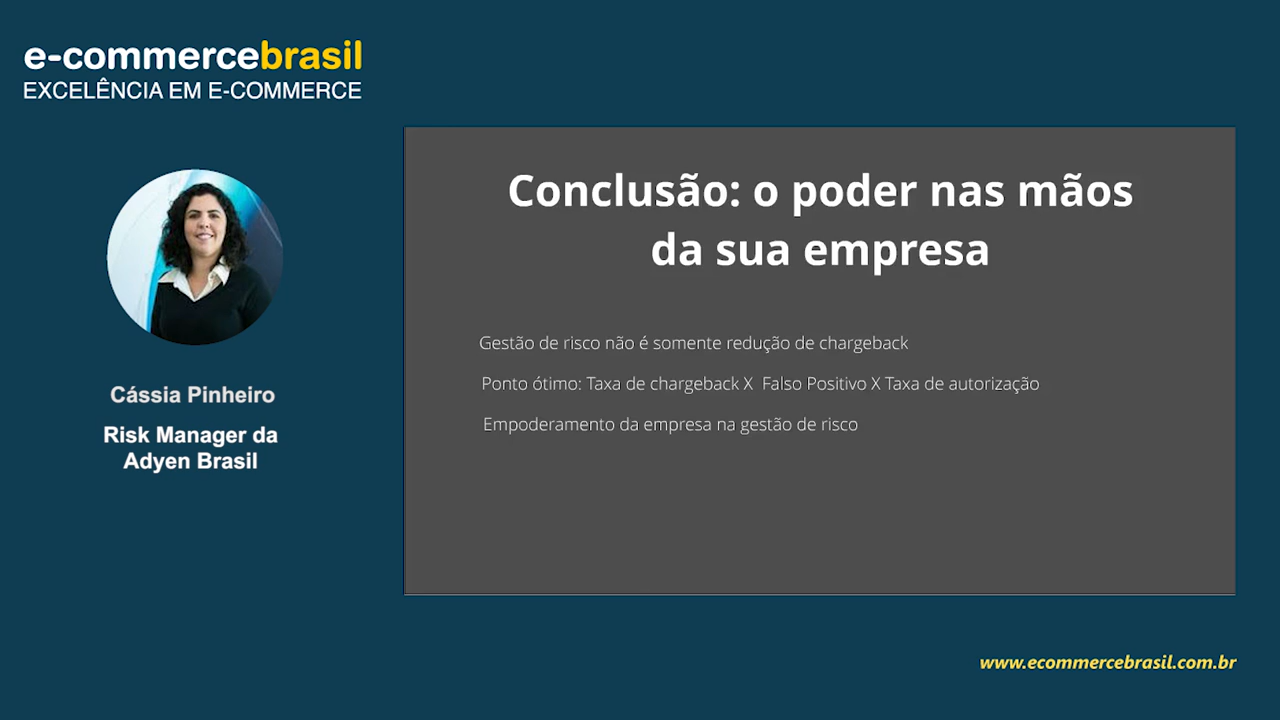 e-commercebrasil
EXCELÊNCIA EM E-COMMERCE
Cássia Pinheiro
Risk Manager da
Adyen Brasil
Conclusão: o poder nas mãos
da sua empresa
Gestão de risco não é somente redução de chargeback
Ponto ótimo: Taxa de chargeback X Falso Positivo X Taxa de autorização
Empoderamento da empresa na gestão de risco
www.ecommercebrasil.com.br